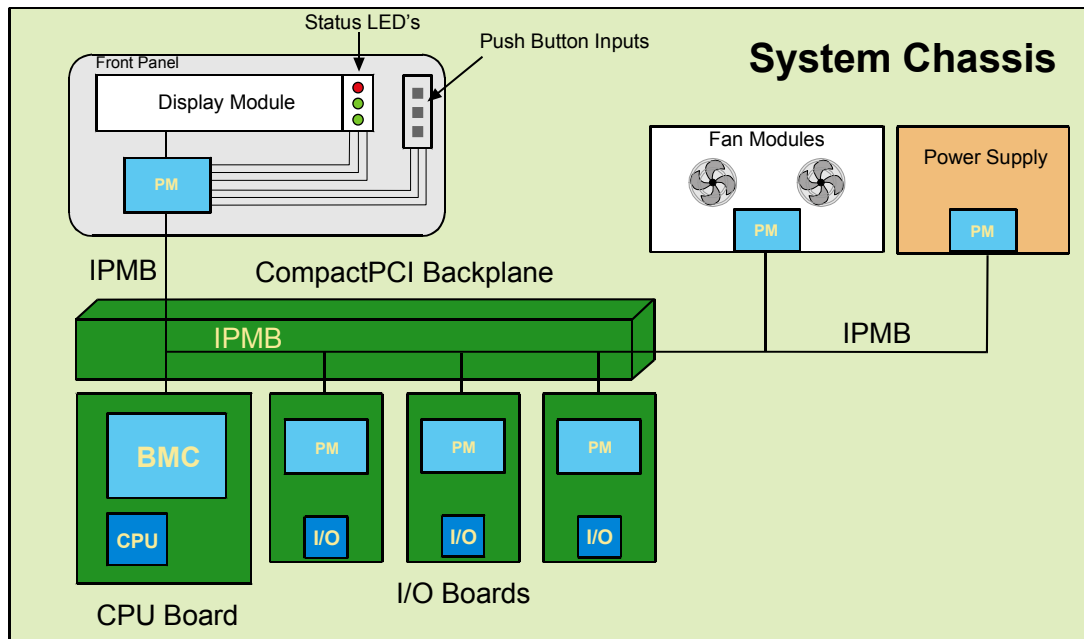 Status LED's
Push Button Inputs
System Chassis
Front Panel
Display Module
PM
Fan Modules
PM
Power Supply
PM
IPMB
CompactPCI Backplane
IPMB
IPMB
BMC
CPU
PM
I/O
PM
I/O
PM
I/O
CPU Board
I/O Boards